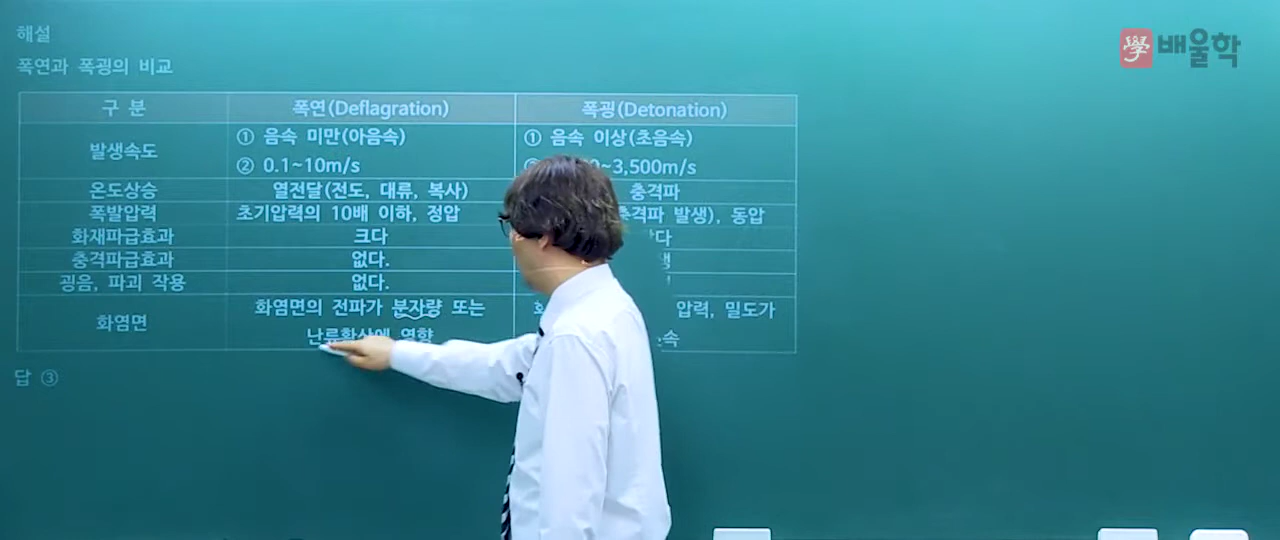 해설
學 배울학
폭연과 폭굉의 비교
구 분 폭연(Deflagration) 폭굉(Detonation)
발생속도 ① 음속 미만(아음속) ① 음속 이상(초음속)
② 0.1~10m/s ~3,500m/s
온도상승 열전달(전도, 대류, 복사) 충격파
폭발압력 초기압력의 10배 이하, 정압 충격파 발생), 동압
화재파급효과 크다
충격파급효과 없다.
굉음, 파괴 작용 없다.
화염면 화염면의 전파가 분자량 또는 압력, 밀도가
난류확산에 영향
답 ③